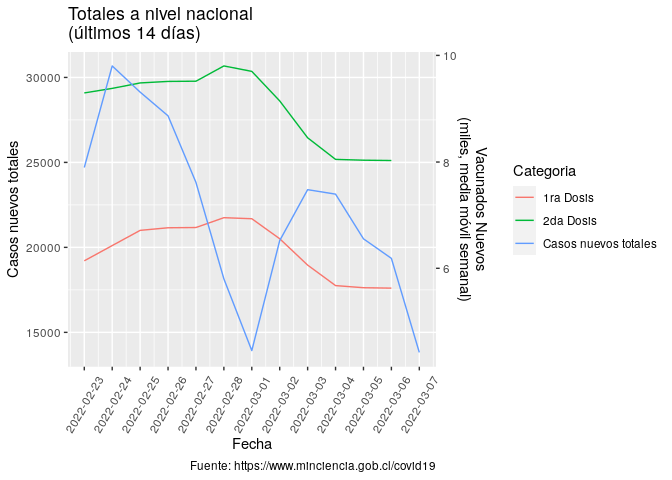 Totales a nivel nacional
(últimos 14 días)
Casos nuevos totales
30000
25000
20000
15000
10
8
6
Vacunados Nuevos
(miles, media móvil semanal)
2022-02-23
2022-02-24
2022-02-25
2022-02-26
2022-02-27
2022-02-28
2022-03-01
2022-03-02
2022-03-03
2022-03-04
2022-03-05
2022-03-06
2022-03-07
Fecha
Categoria
1ra Dosis
2da Dosis
Casos nuevos totales
Fuente: https://www.minciencia.gob.cl/covid19